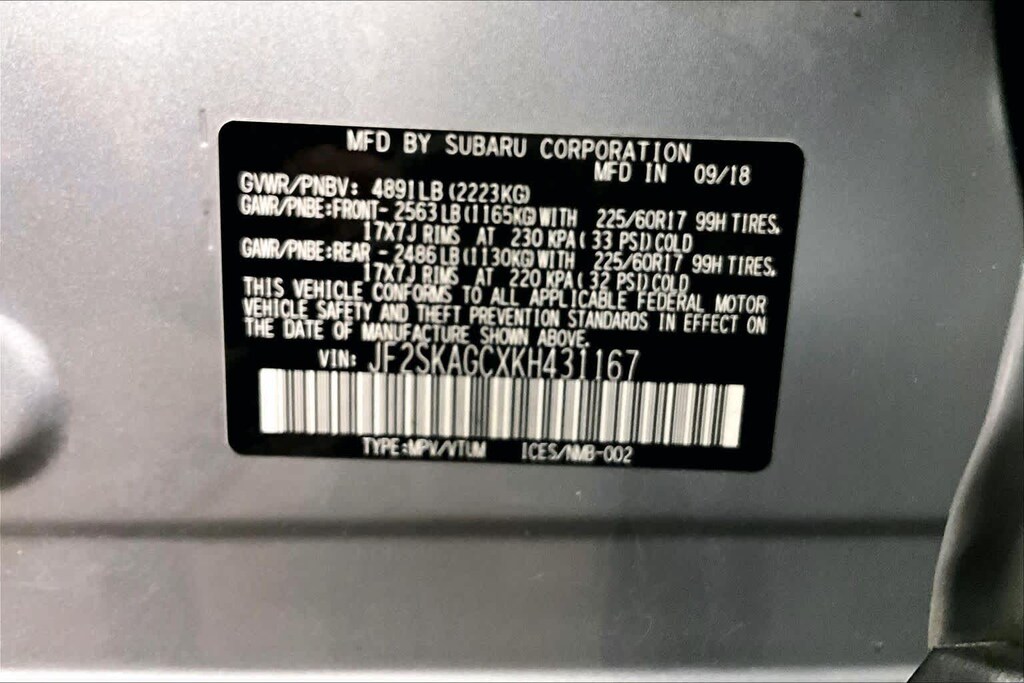 MFD BY SUBARU CORPORATION
MFD IN 09/18
GVWR/PNBV: 4891LB(2223KG)
GAWR/PNBE:FRONT- 2563LB(1165KG)WITH 225/60R17 99H TIRES,
17X7J RIMS AT 230 KPA( 33 PSI)COLD
GAWR/PNBE:REAR - 2486LB(1130KG)WITH 225/60R17 99H TIRES,
17X7J RIMS AT 220 KPA( 32 PSI)COLD
THIS VEHICLE CONFORMS TO ALL APPLICABLE FEDERAL MOTOR
VEHICLE SAFETY AND THEFT PREVENTION STANDARDS IN EFFECT ON
THE DATE OF MANUFACTURE SHOWN ABOVE.
VIN: JF2SKAGCXKH431167
TYPE:MPV/VTUM ICES/NMB-002